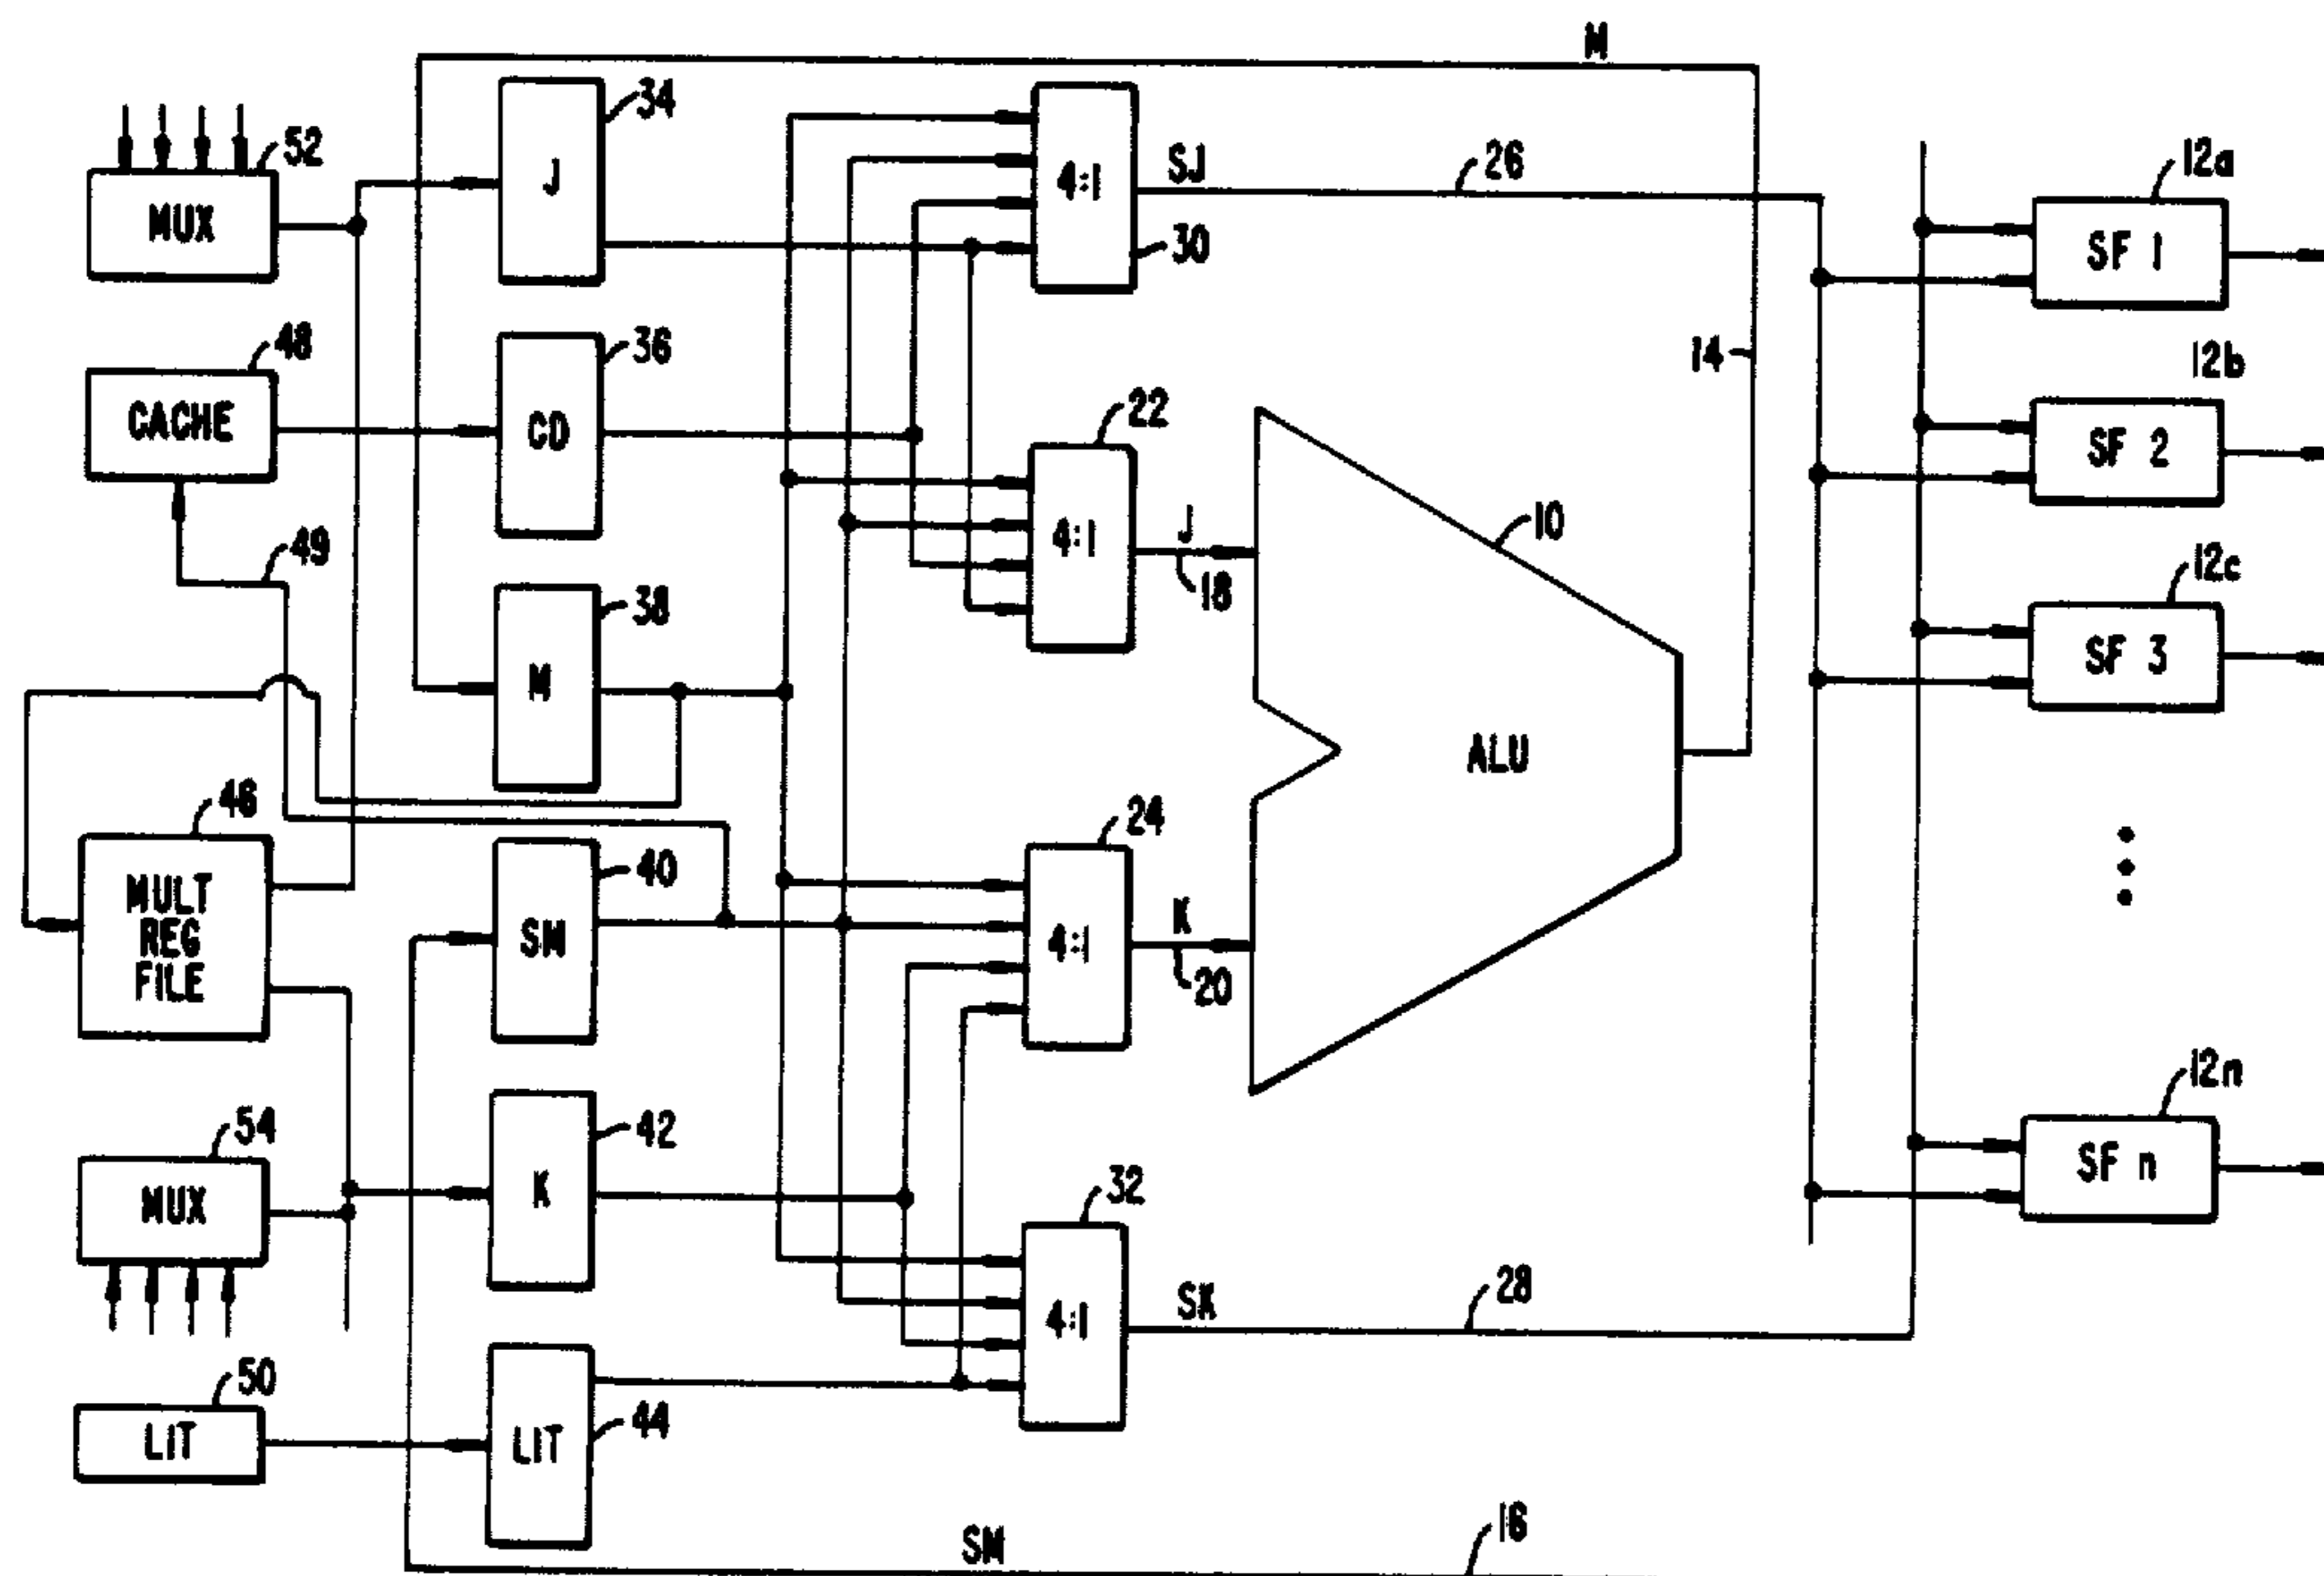 M
34
52
MUX
J
4:1
SJ
26
30
12a
SF 1
48
CACHE
36
CD
14
12b
SF 2
22
4:1
J
18
10
49
38
M
12c
SF 3
ALU
46
MULT
REG
FILE
40
SM
24
4:1
K
20
54
MUX
42
K
32
4:1
SK
28
12n
SF n
50
LIT
44
LIT
SM
16